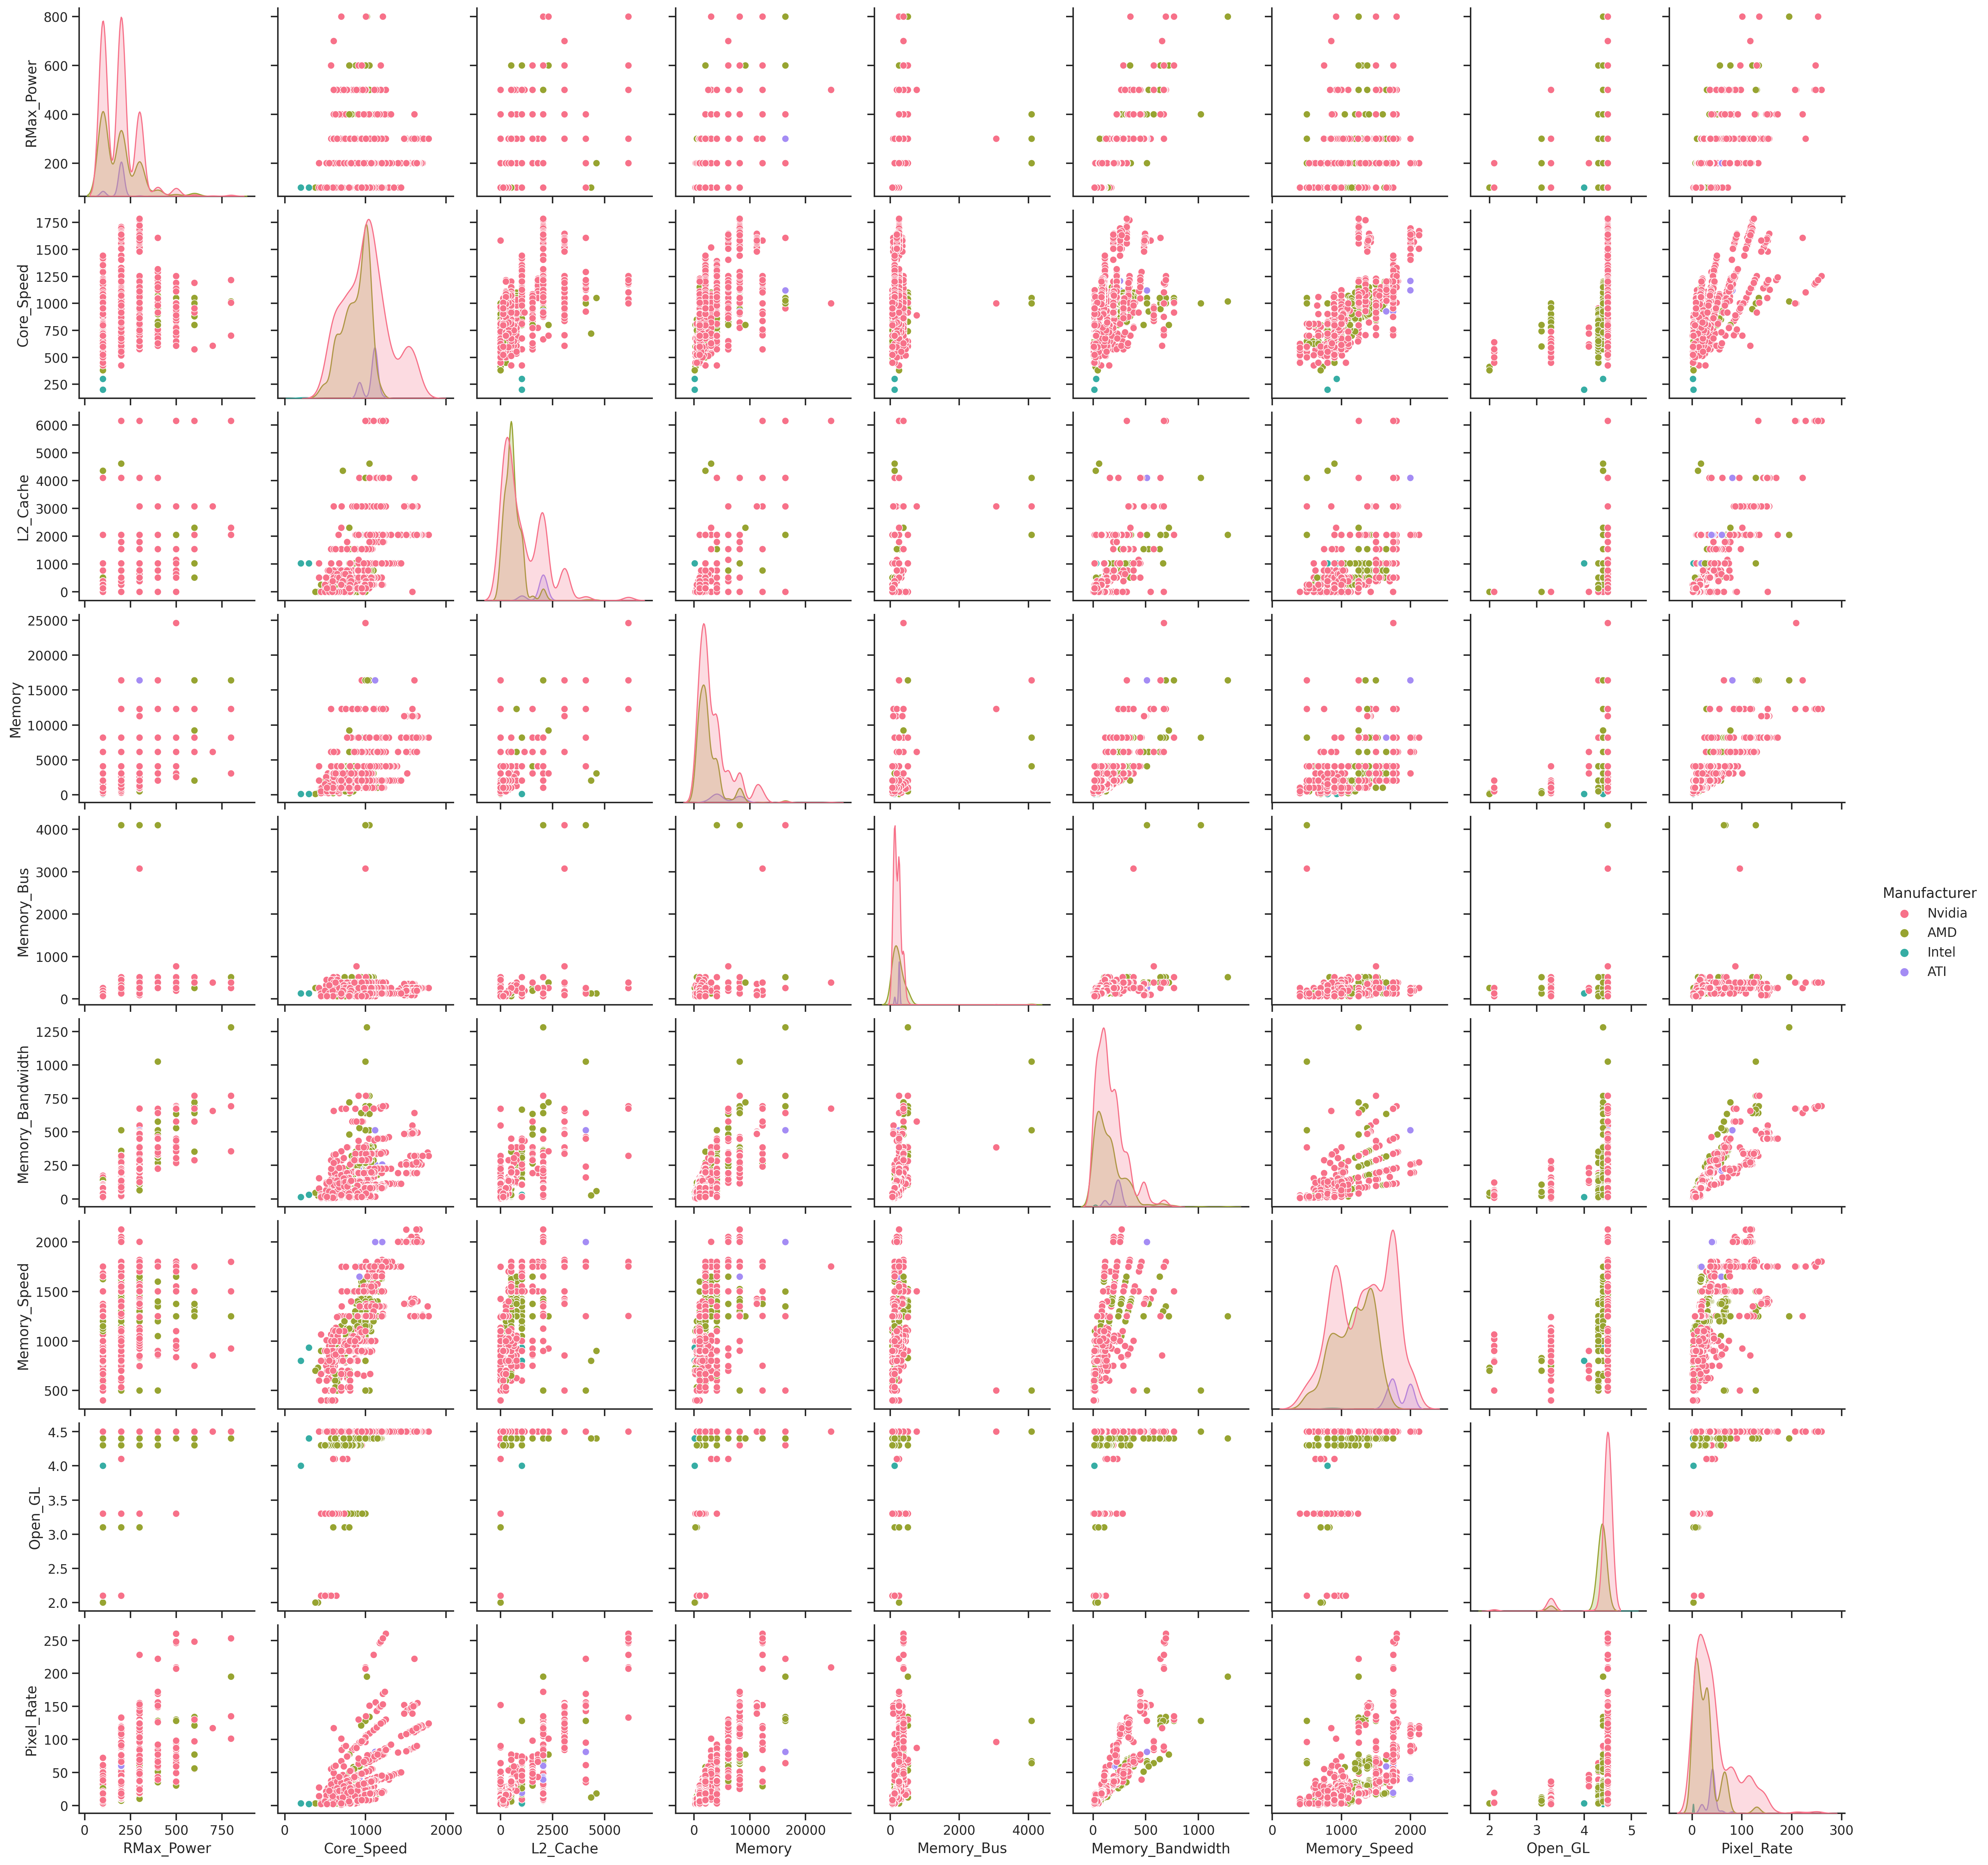 800
600
400
200
RMax_Power
1750
1500
1250
1000
750
500
250
Core_Speed
6000
5000
4000
3000
2000
1000
0
L2_Cache
25000
20000
15000
10000
5000
0
Memory
4000
3000
2000
1000
0
Memory_Bus
1250
1000
750
500
250
0
Memory_Bandwidth
2000
1500
1000
500
Memory_Speed
4.5
4.0
3.5
3.0
2.5
2.0
Open_GL
250
200
150
100
50
0
Pixel_Rate
0 250 500 750
RMax_Power
0 1000 2000
Core_Speed
0 2500 5000
L2_Cache
0 10000 20000
Memory
0 2000 4000
Memory_Bus
0 500 1000
Memory_Bandwidth
0 1000 2000
Memory_Speed
2 3 4 5
Open_GL
0 100 200 300
Pixel_Rate
Manufacturer
Nvidia
AMD
Intel
ATI